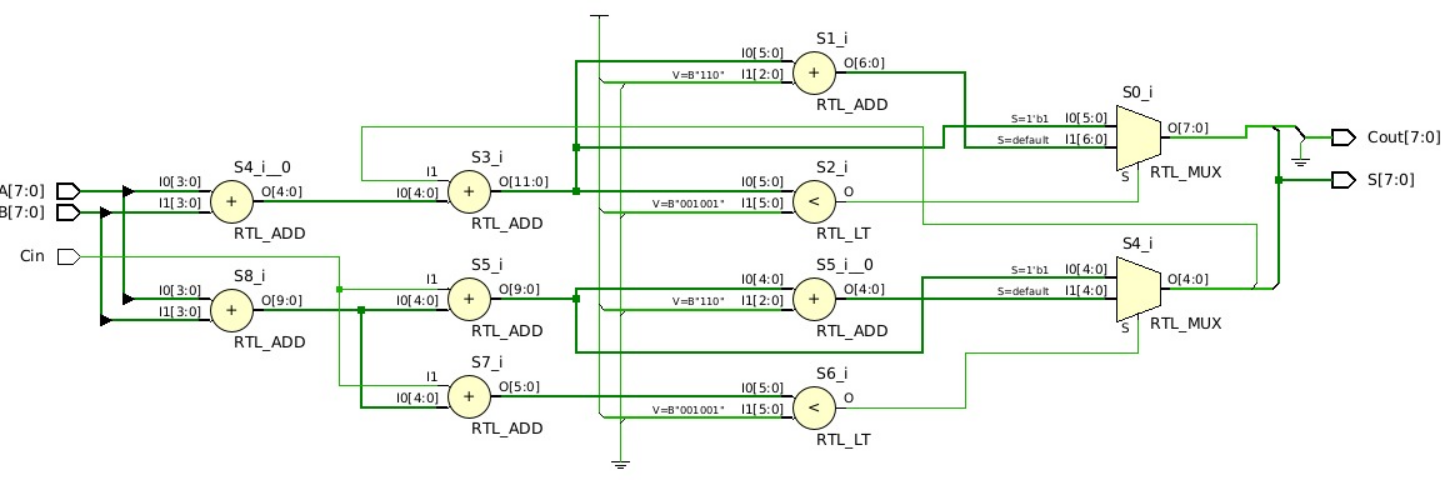 S1_i
I0[5:0]
V=B"110" I1[2:0]
O[6:0]
RTL_ADD
S0_i
S=1'b1 I0[5:0]
S=default I1[6:0]
O[7:0]
S
RTL_MUX
Cout[7:0]
S[7:0]
A[7:0]
B[7:0]
Cin
S4_i__0
I0[3:0]
I1[3:0]
O[4:0]
RTL_ADD
S3_i
I1
I0[4:0]
O[11:0]
RTL_ADD
S2_i
I0[5:0]
V=B"001001" I1[5:0]
O
<
RTL_LT
S8_i
I0[3:0]
I1[3:0]
O[9:0]
RTL_ADD
S5_i
I1
I0[4:0]
O[9:0]
RTL_ADD
S5_i__0
I0[4:0]
V=B"110" I1[2:0]
O[4:0]
RTL_ADD
S4_i
S=1'b1 I0[4:0]
S=default I1[4:0]
O[4:0]
S
RTL_MUX
S7_i
I1
I0[4:0]
O[5:0]
RTL_ADD
S6_i
I0[5:0]
V=B"001001" I1[5:0]
O
<
RTL_LT